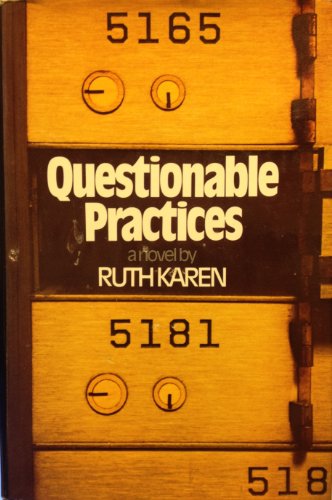 5165
Questionable
Practices
a novel by
RUTH KAREN
5181
518